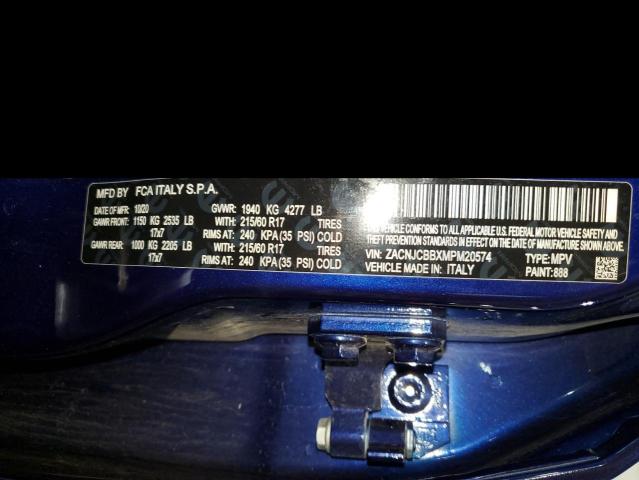 MFD BY FCA ITALY S.P.A.
DATE OF MFR: 10/20 GVWR: 1940 KG 4277 LB
GAWR FRONT: 1150 KG 2535 LB WITH: 215/60 R17 TIRES
17x7 RIMS AT: 240 KPA (35 PSI) COLD
GAWR REAR: 1000 KG 2205 LB WITH: 215/60 R17 TIRES
17x7 RIMS AT: 240 KPA (35 PSI) COLD
THIS VEHICLE CONFORMS TO ALL APPLICABLE U.S. FEDERAL MOTOR VEHICLE SAFETY
AND THEFT PREVENTION STANDARDS IN EFFECT ON THE DATE OF MFR. SHOWN ABOVE
VIN: ZACNJCBBXMPM20574 TYPE: MPV
VEHICLE MADE IN: ITALY PAINT:888